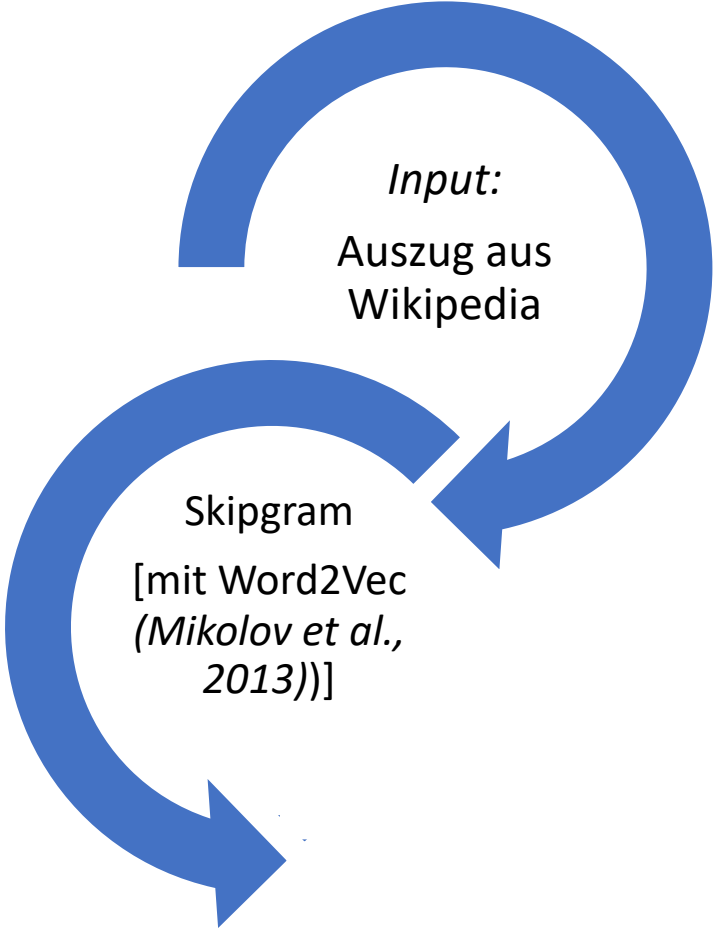 Input:
Auszug aus
Wikipedia
Skipgram
[mit Word2Vec
(Mikolov et al.,
2013))]